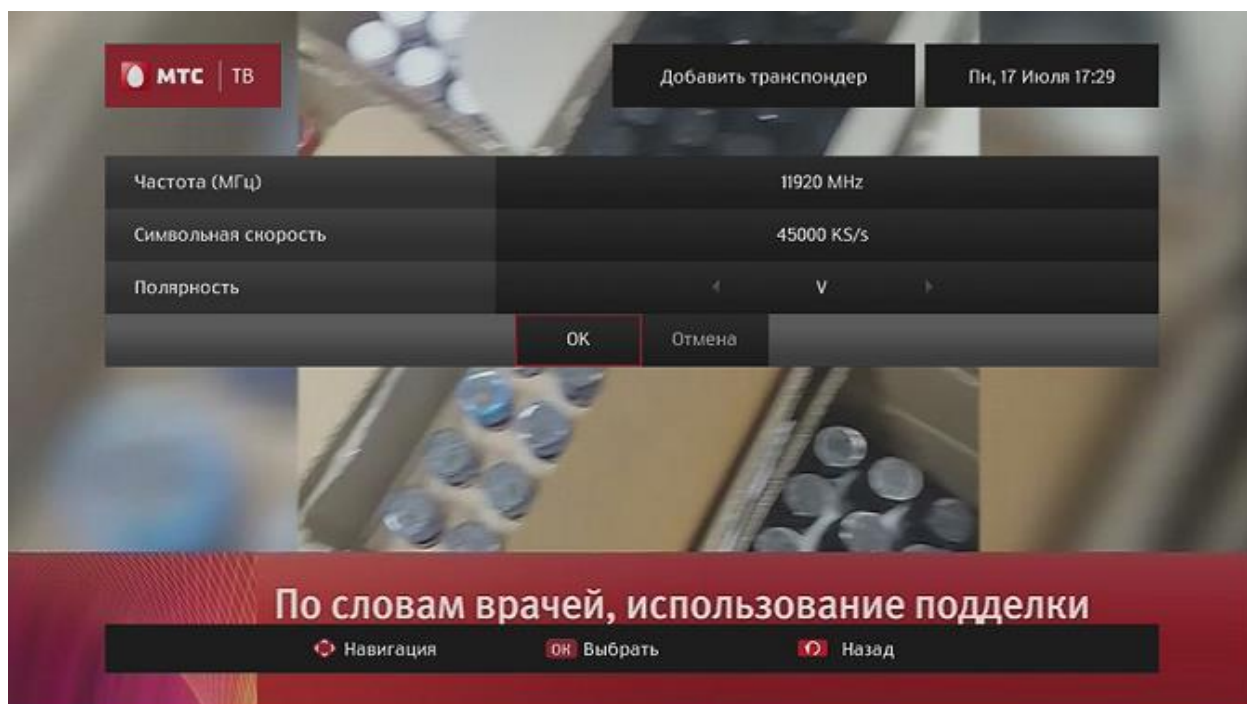 МТС | ТВ
Добавить транспондер
Пн, 17 Июля 17:29
Частота (МГц)
11920 MHz
Символьная скорость
45000 KS/s
Полярность
V
OK
Отмена
По словам врачей, использование подделки
Навигация
OK Выбрать
Назад